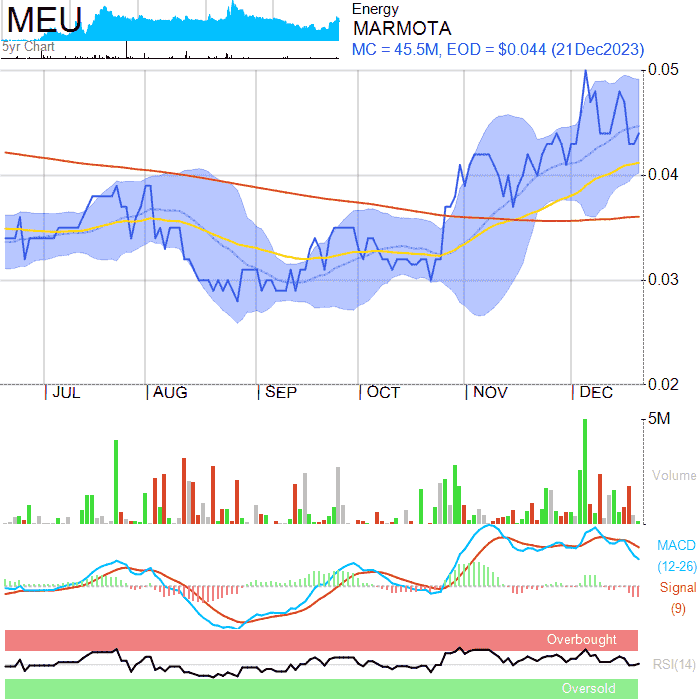 MEU
5yr Chart
Energy
MARMOTA
MC = 45.5M, EOD = $0.044 (21Dec2023)
0.05
0.04
0.03
0.02
JUL AUG SEP OCT NOV DEC
5M
Volume
MACD
(12-26)
Signal
(9)
Overbought
RSI(14)
Oversold